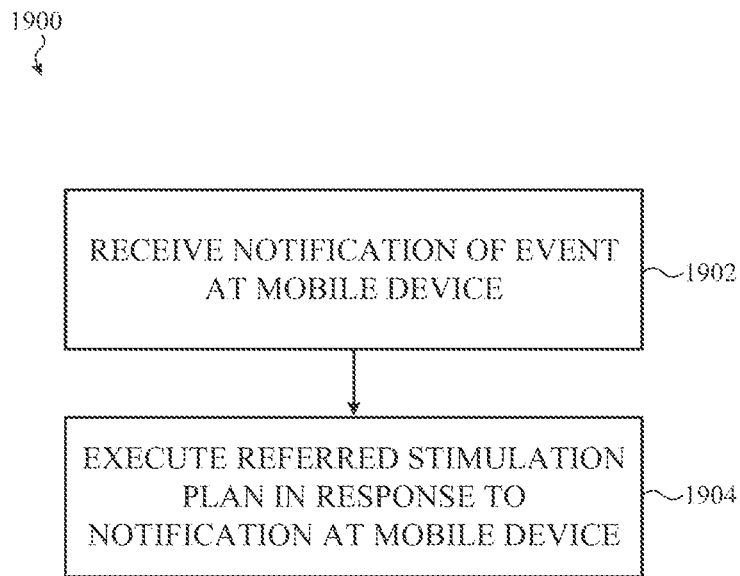 1900
RECEIVE NOTIFICATION OF EVENT
AT MOBILE DEVICE
1902
EXECUTE REFERRED STIMULATION
PLAN IN RESPONSE TO
NOTIFICATION AT MOBILE DEVICE
1904